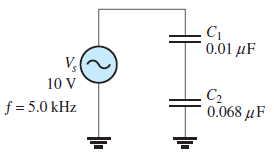 C₁
0.01 μF
Vₛ
10 V
f = 5.0 kHz
C₂
0.068 μF